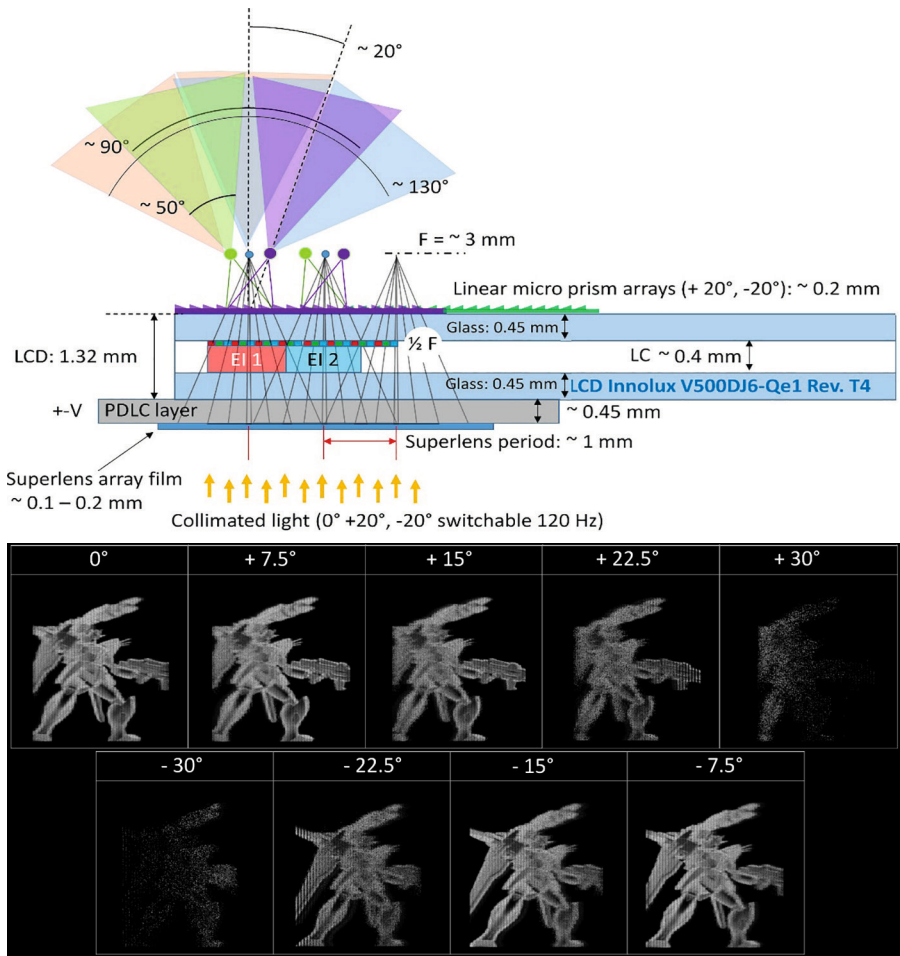 ~ 20°
~ 90°
~ 130°
~ 50°
F = ~ 3 mm
Linear micro prism arrays (+ 20°, -20°): ~ 0.2 mm
Glass: 0.45 mm
LCD: 1.32 mm
EI 1
EI 2
½ F
LC ~ 0.4 mm
Glass: 0.45 mm
LCD Innolux V500DJ6-Qe1 Rev. T4
+-V
PDLC layer
~ 0.45 mm
Superlens period: ~ 1 mm
Superlens array film
~ 0.1 – 0.2 mm
Collimated light (0° +20°, -20° switchable 120 Hz)
0°
+ 7.5°
+ 15°
+ 22.5°
+ 30°
- 30°
- 22.5°
- 15°
- 7.5°